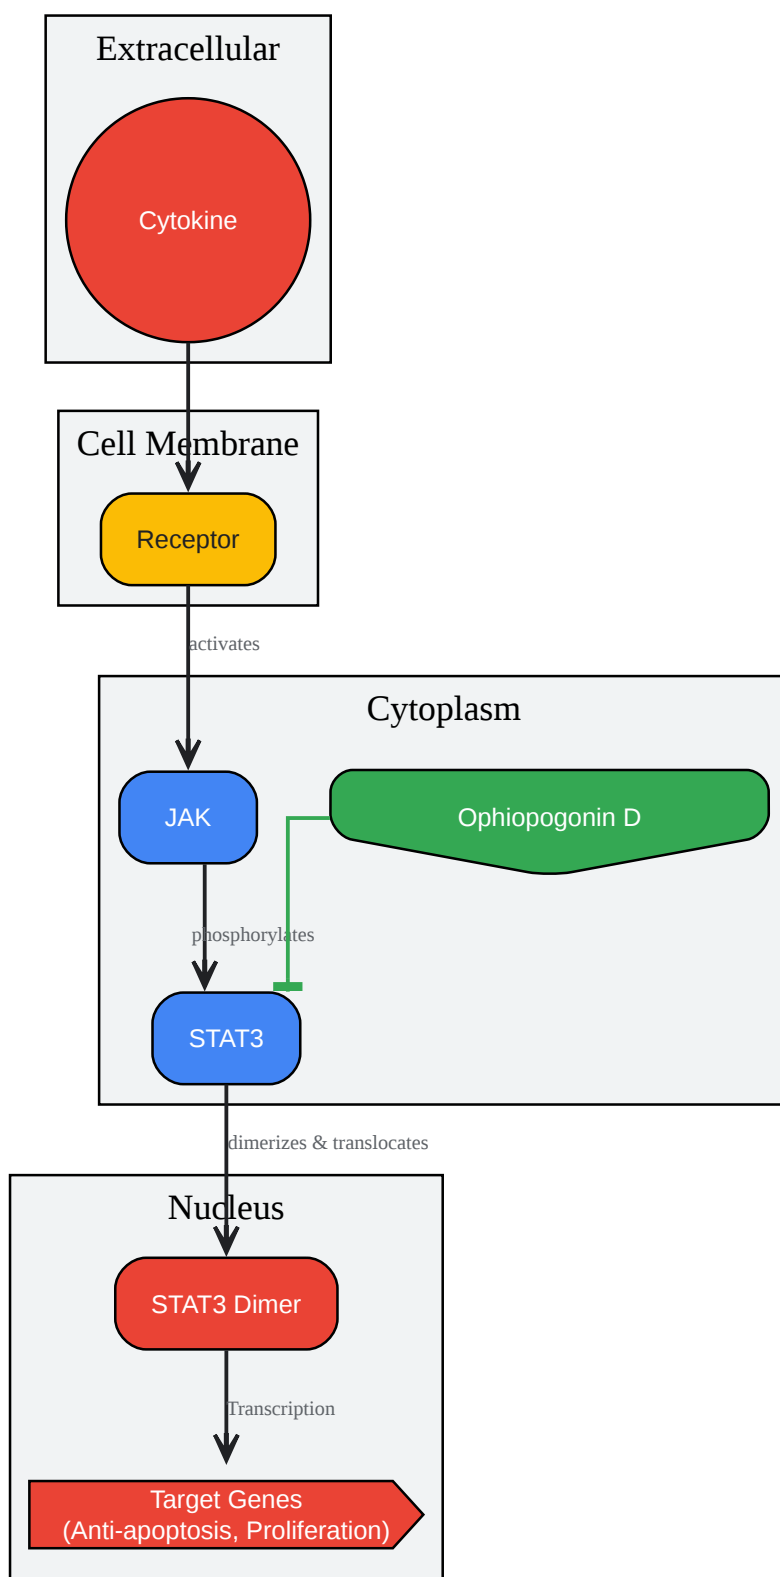 Extracellular
Cytokine
Cell Membrane
Receptor
activates
Cytoplasm
JAK
Ophiopogonin D
phosphorylates
STAT3
dimerizes & translocates
Nucleus
STAT3 Dimer
Transcription
Target Genes
(Anti-apoptosis, Proliferation)